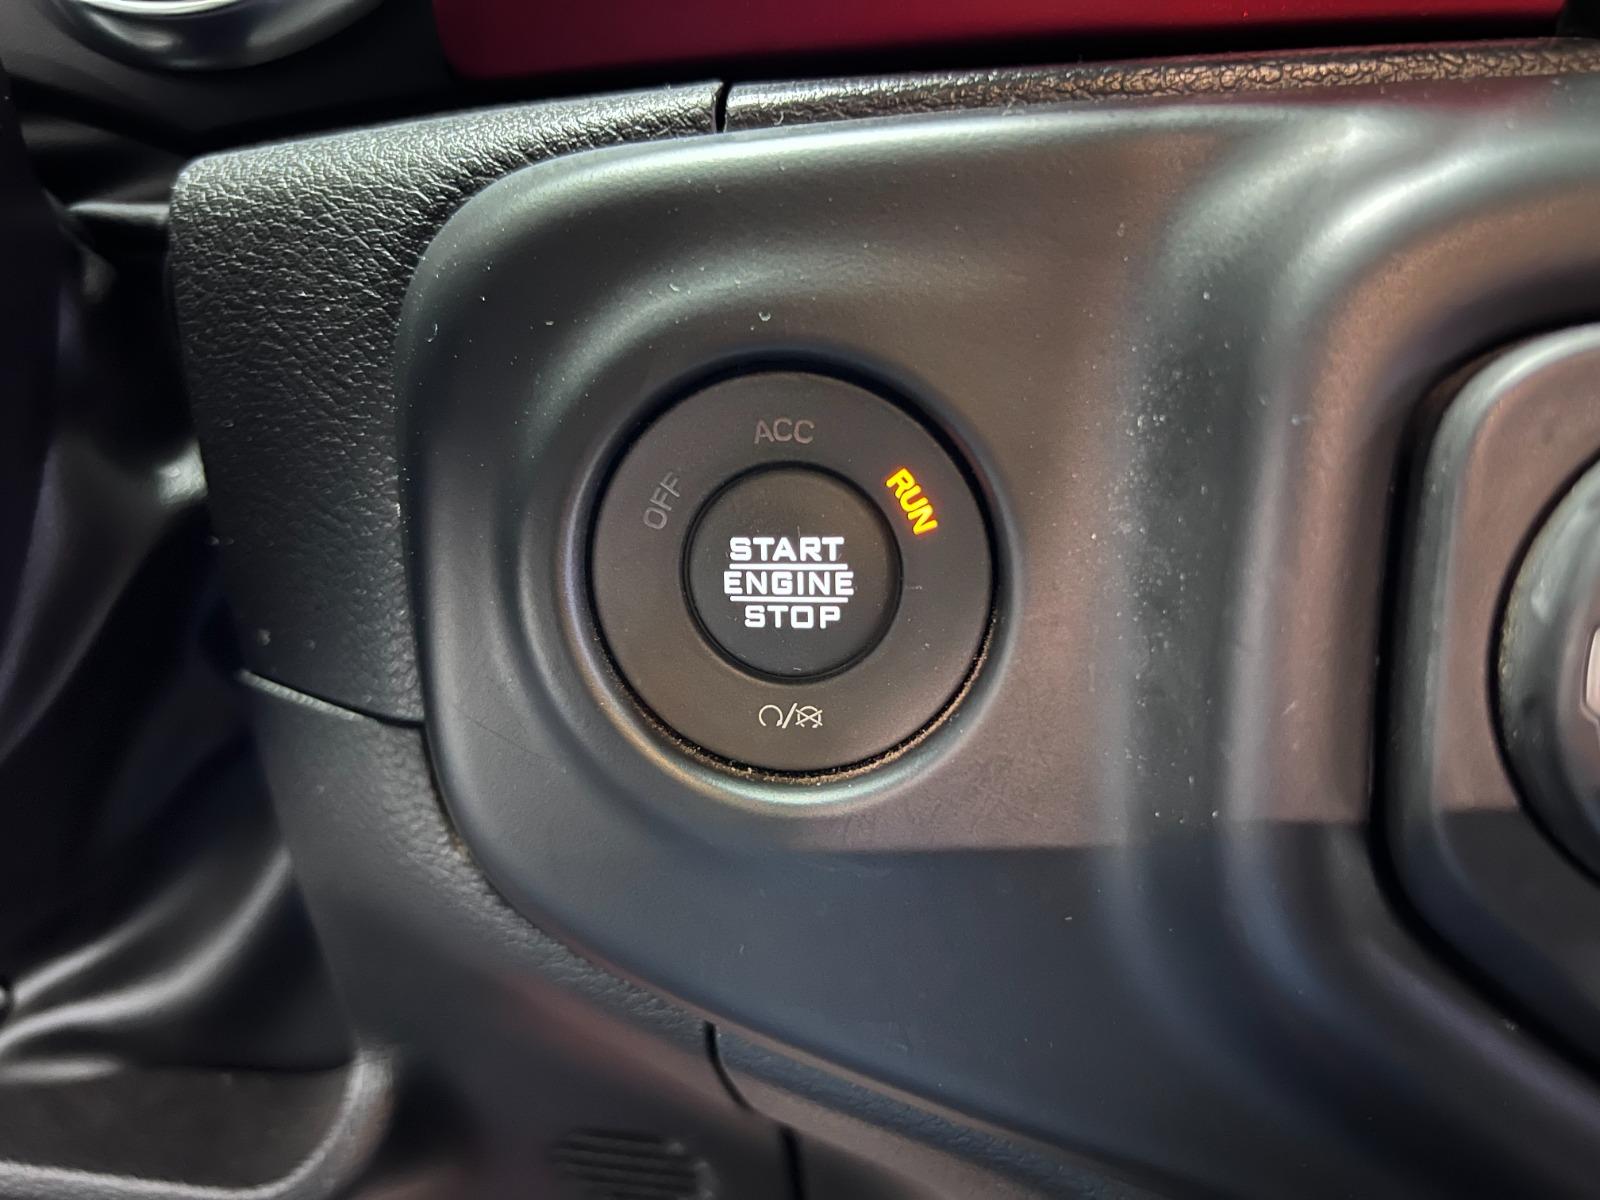 ACC
OFF
RUN
START
ENGINE
STOP